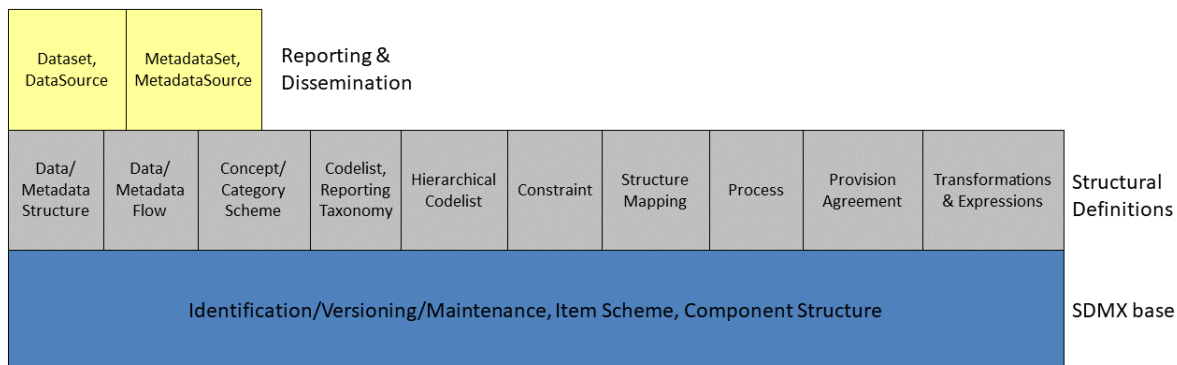 Dataset,
DataSource
MetadataSet,
MetadataSource
Reporting &
Dissemination
Data/
Metadata
Structure
Data/
Metadata
Flow
Concept/
Category
Scheme
Codelist,
Reporting
Taxonomy
Hierarchical
Codelist
Constraint
Structure
Mapping
Process
Provision
Agreement
Transformations
& Expressions
Structural
Definitions
Identification/Versioning/Maintenance, Item Scheme, Component Structure
SDMX base